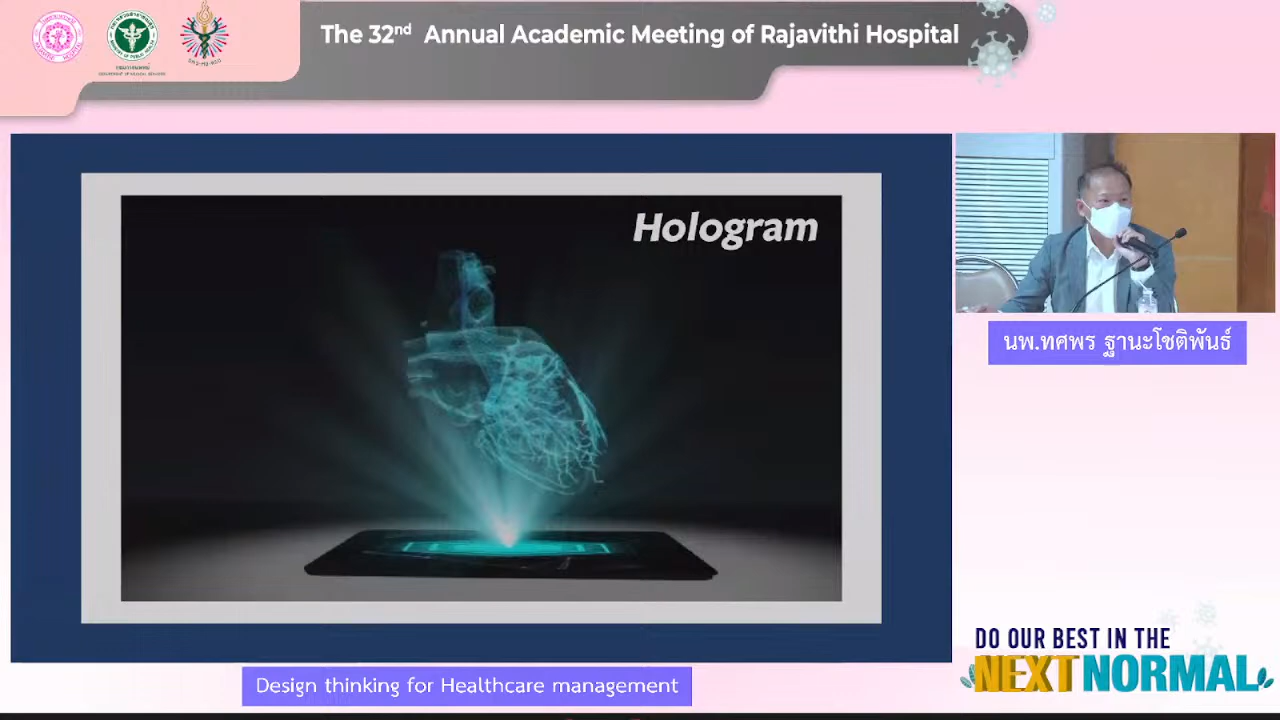 The 32nd Annual Academic Meeting of Rajavithi Hospital
Hologram
นพ.ทศพร ฐานะโชติพันธ์
Design thinking for Healthcare management
DO OUR BEST IN THE
NEXT NORMAL